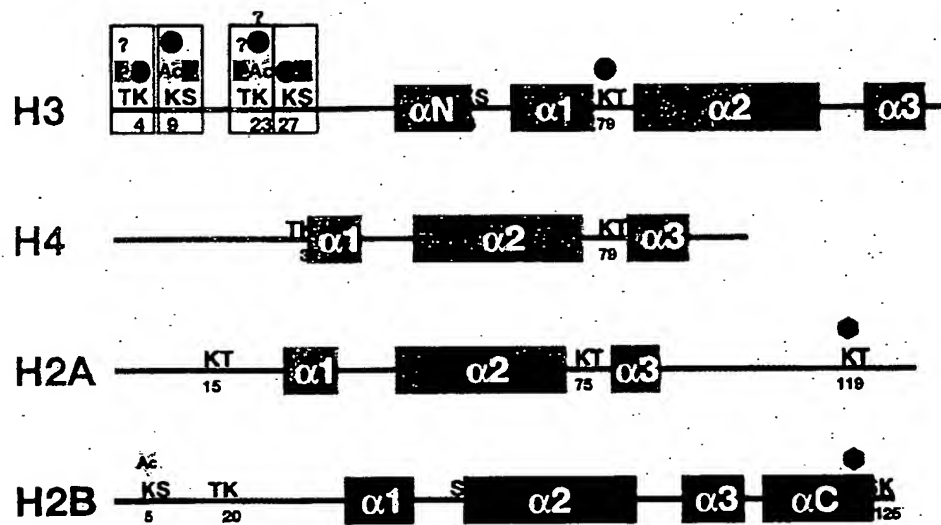 ?
? ?
P Ac P Ac
TK KS TK KS
H3 αN S α1 KT α2 α3
4 9 23 27 79
H4 α1 α2 KT α3
79
H2A KT α1 α2 KT α3 KT
15 75 119
Ac
H2B KS TK α1 S α2 α3 αC K
5 20 125